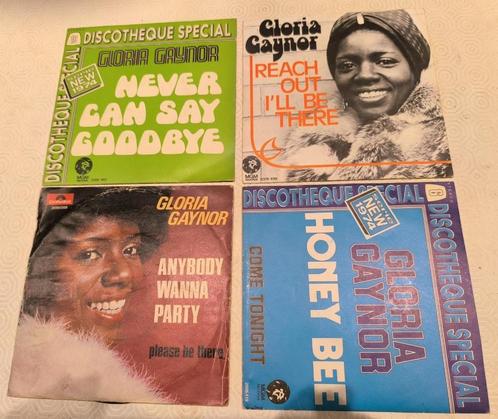 DISCOTHEQUE SPECIAL
DISCOTHEQUE SPECIAL
GLORIA GAYNOR
NEW
1974
NEVER
CAN SAY
GOODBYE
MGM
Gloria
Gaynor
REACH
OUT
I'LL BE
THERE
MGM
GLORIA
GAYNOR
ANYBODY
WANNA
PARTY
please be there
DISCOTHEQUE SPECIAL
DISCOTHEQUE SPECIAL
NEW
1974
GLORIA
GAYNOR
HONEY BEE
COME TONIGHT
MGM